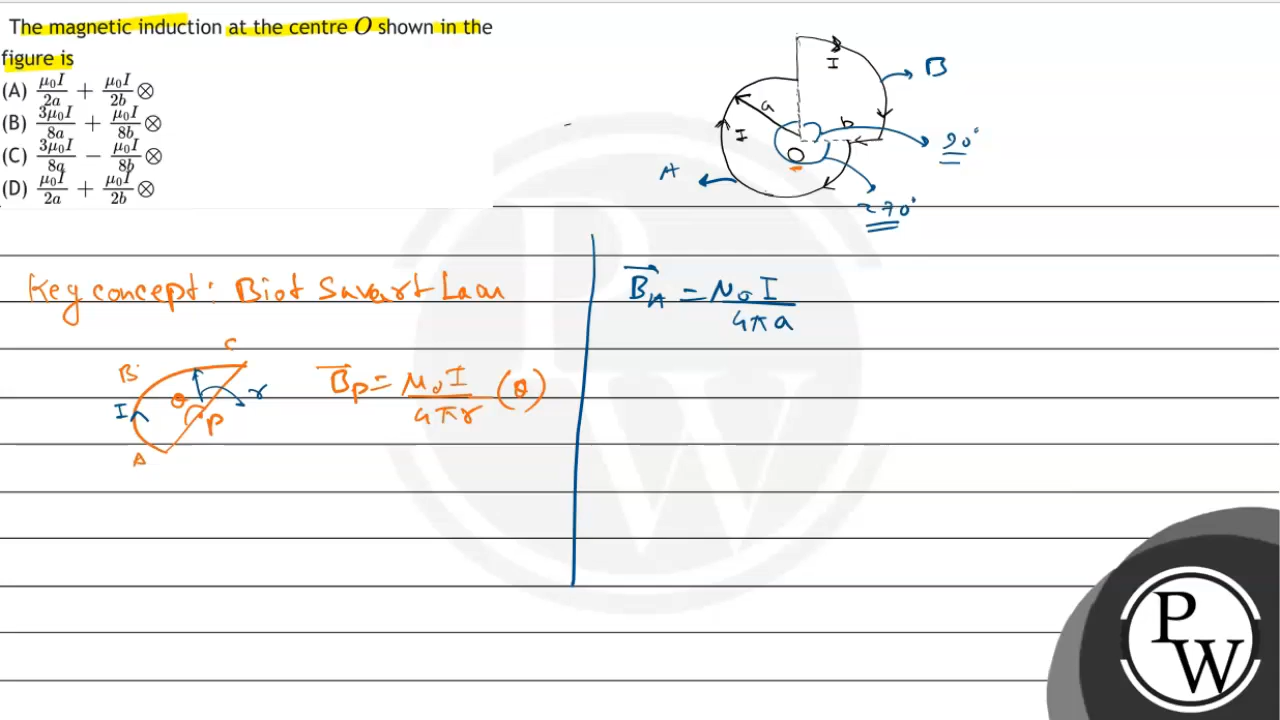 The magnetic induction at the centre O shown in the
figure is
(A) μ₀I/2a + μ₀I/2b ⊗
(B) 3μ₀I/8a + μ₀I/8b ⊗
(C) 3μ₀I/8a − μ₀I/8b ⊗
(D) μ₀I/2a + μ₀I/2b ⊗
I
B
a
b
I
O
90°
A
270°
Key concept: Biot Savart Law
B⃗_A = μ₀I/4πa
C
B
I
θ
r
P
A
B⃗_P = μ₀I/4πr (θ)
P
W
PW